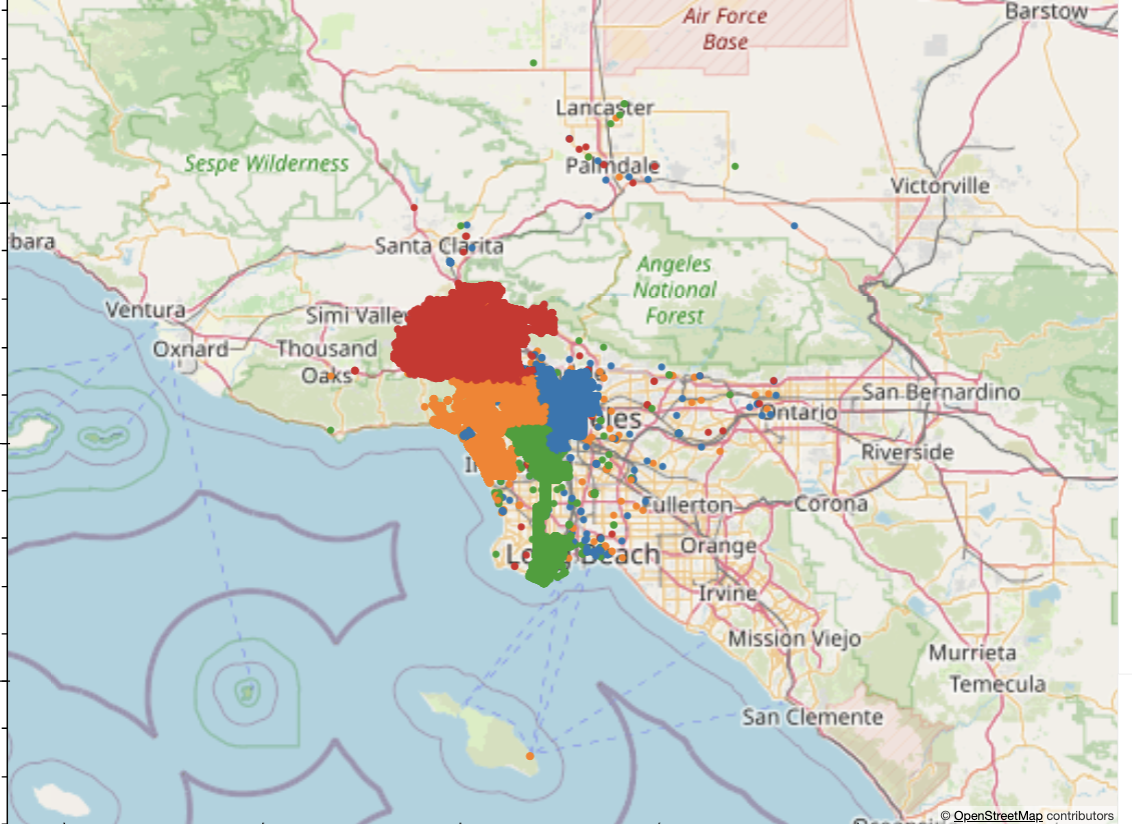 Barstow
Air Force
Base
Lancaster
Sespe Wilderness
Palmdale
Victorville
bara
Santa Clarita
Angeles
National
Forest
Ventura
Simi Valle
Oxnard
Thousand
Oaks
San Bernardino
Ontario
les
Riverside
I
Fullerton
Corona
Lo
Beach
Orange
Irvine
Mission Viejo
Murrieta
Temecula
San Clemente
© OpenStreetMap contributors